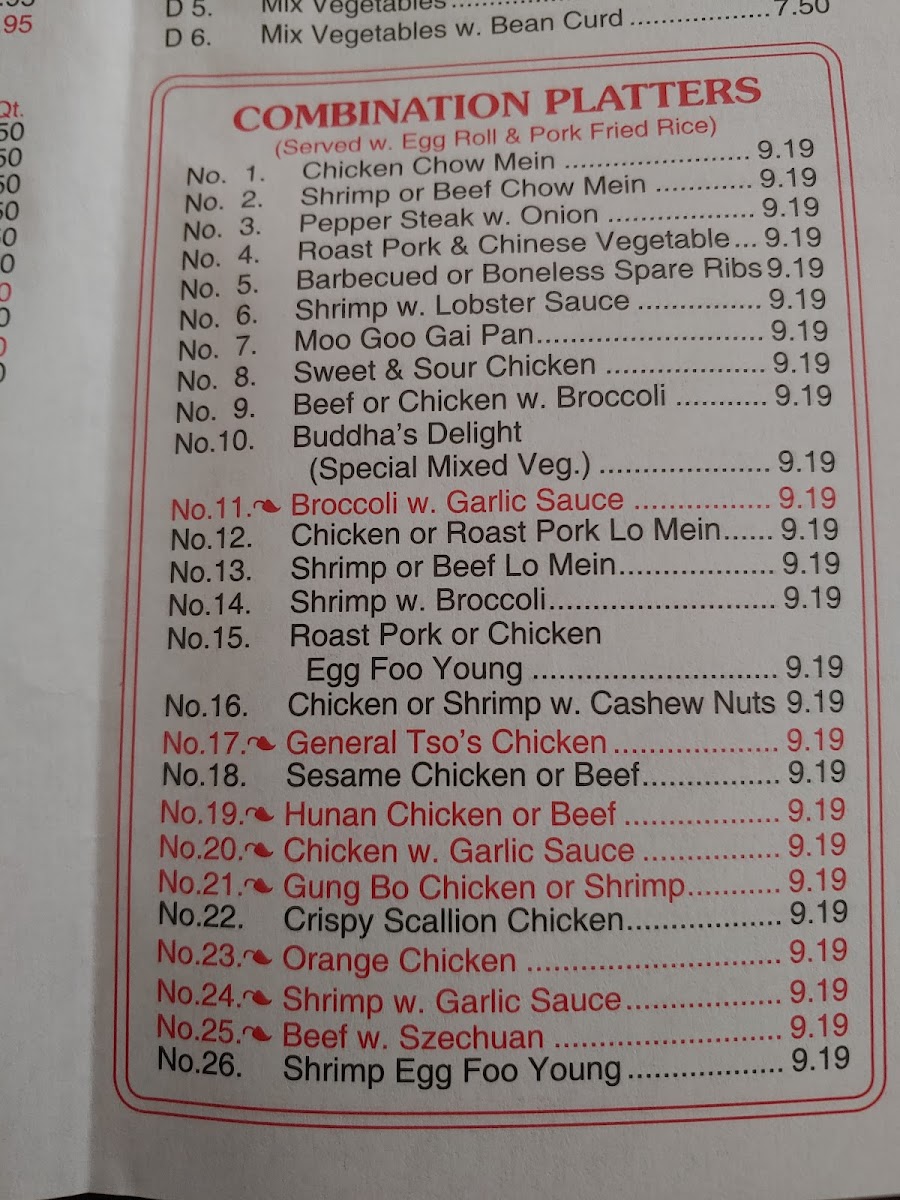 .95
D 5. Mix Vegetables
D 6. Mix Vegetables w. Bean Curd 7.50
Qt.
COMBINATION PLATTERS
(Served w. Egg Roll & Pork Fried Rice)
No. 1. Chicken Chow Mein 9.19
No. 2. Shrimp or Beef Chow Mein 9.19
No. 3. Pepper Steak w. Onion 9.19
No. 4. Roast Pork & Chinese Vegetable... 9.19
No. 5. Barbecued or Boneless Spare Ribs 9.19
No. 6. Shrimp w. Lobster Sauce 9.19
No. 7. Moo Goo Gai Pan 9.19
No. 8. Sweet & Sour Chicken 9.19
No. 9. Beef or Chicken w. Broccoli 9.19
No.10. Buddha's Delight
(Special Mixed Veg.) 9.19
No.11. Broccoli w. Garlic Sauce 9.19
No.12. Chicken or Roast Pork Lo Mein 9.19
No.13. Shrimp or Beef Lo Mein 9.19
No.14. Shrimp w. Broccoli 9.19
No.15. Roast Pork or Chicken
Egg Foo Young 9.19
No.16. Chicken or Shrimp w. Cashew Nuts 9.19
No.17. General Tso's Chicken 9.19
No.18. Sesame Chicken or Beef 9.19
No.19. Hunan Chicken or Beef 9.19
No.20. Chicken w. Garlic Sauce 9.19
No.21. Gung Bo Chicken or Shrimp 9.19
No.22. Crispy Scallion Chicken 9.19
No.23. Orange Chicken 9.19
No.24. Shrimp w. Garlic Sauce 9.19
No.25. Beef w. Szechuan 9.19
No.26. Shrimp Egg Foo Young 9.19